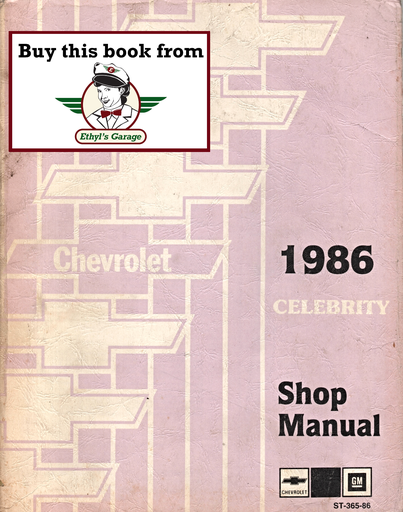 Buy this book from
Ethyl's Garage
Chevrolet
1986
CELEBRITY
Shop
Manual
CHEVROLET
GM
ST-365-86